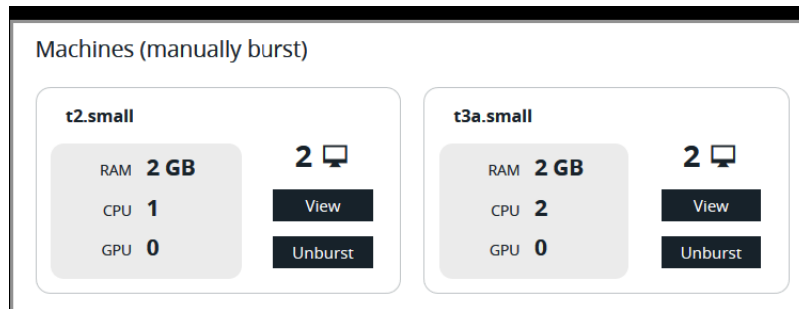 Machines (manually burst)
t2.small
RAM 2 GB
CPU 1
GPU 0
2
View
Unburst
t3a.small
RAM 2 GB
CPU 2
GPU 0
2
View
Unburst